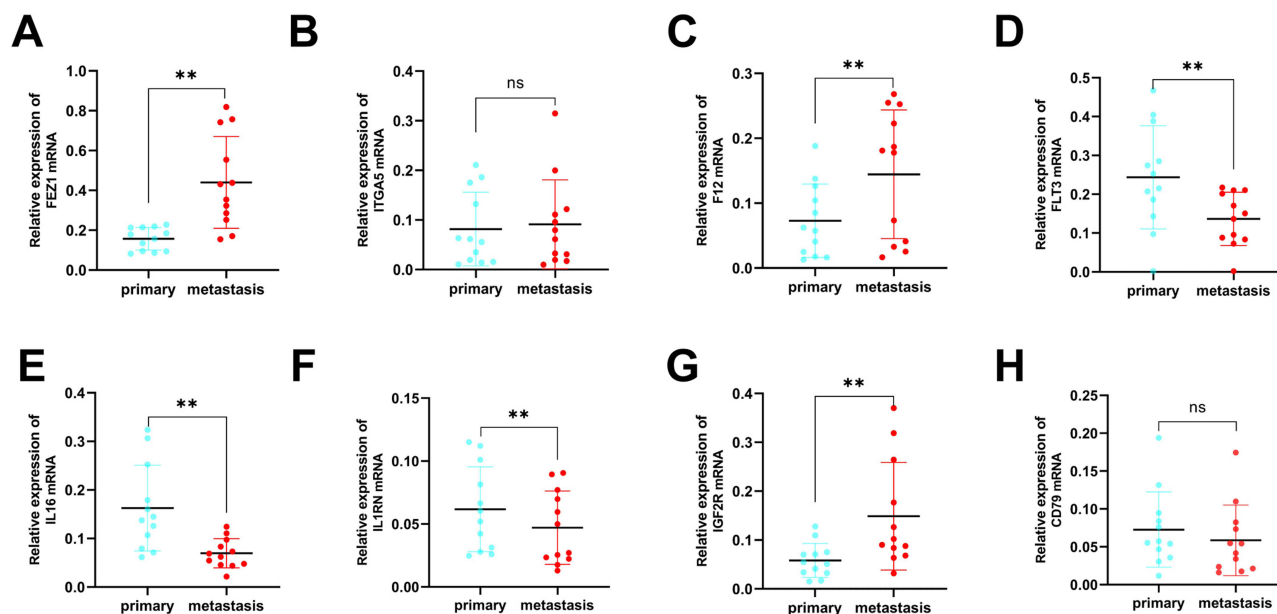 A
Relative expression of
FEZ1 mRNA
1.0
0.8
0.6
0.4
0.2
0.0
**
primary metastasis
B
Relative expression of
ITGA5 mRNA
0.4
0.3
0.2
0.1
0.0
ns
primary metastasis
C
Relative expression of
F12 mRNA
0.3
0.2
0.1
0.0
**
primary metastasis
D
Relative expression of
FLT3 mRNA
0.5
0.4
0.3
0.2
0.1
0.0
**
primary metastasis
E
Relative expression of
IL16 mRNA
0.4
0.3
0.2
0.1
0.0
**
primary metastasis
F
Relative expression of
IL1RN mRNA
0.15
0.10
0.05
0.00
**
primary metastasis
G
Relative expression of
IGF2R mRNA
0.4
0.3
0.2
0.1
0.0
**
primary metastasis
H
Relative expression of
CD79 mRNA
0.25
0.20
0.15
0.10
0.05
0.00
ns
primary metastasis